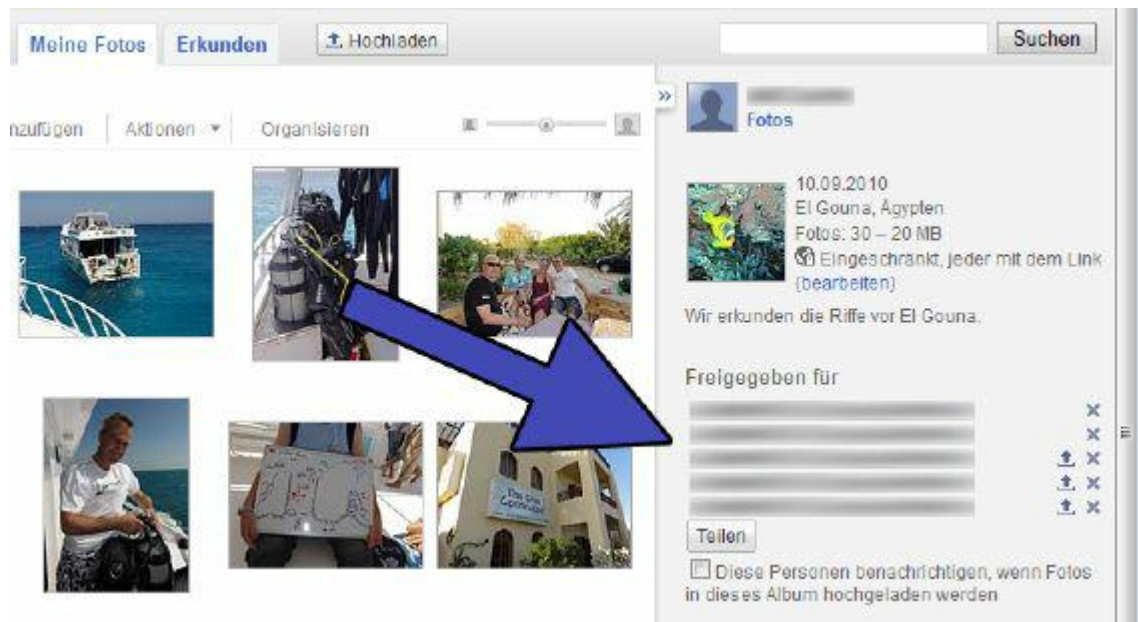 Meine Fotos
Erkunden
Hochladen
Suchen
nzufügen
Aktionen
Organisieren
Fotos
10.09.2010
El Gouna, Ägypten
Fotos: 30 – 20 MB
Eingeschränkt, jeder mit dem Link
(bearbeiten)
Wir erkunden die Riffe vor El Gouna.
Freigegeben für
Teilen
Diese Personen benachrichtigen, wenn Fotos
in dieses Album hochgeladen werden